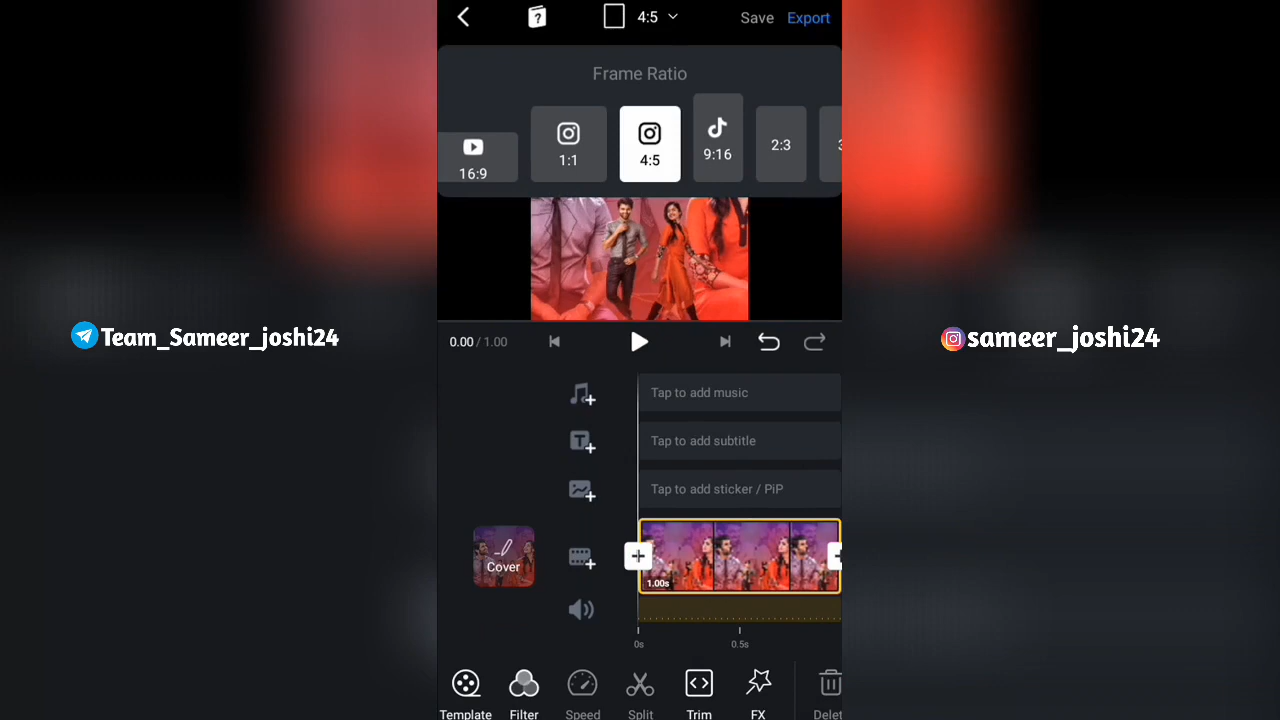 4:5
Save
Export
Frame Ratio
16:9
1:1
4:5
9:16
2:3
Team_Sameer_joshi24
sameer_joshi24
0.00 / 1.00
Tap to add music
Tap to add subtitle
Tap to add sticker / PiP
Cover
1.00s
0s
0.5s
Template
Filter
Speed
Split
Trim
FX
Delet